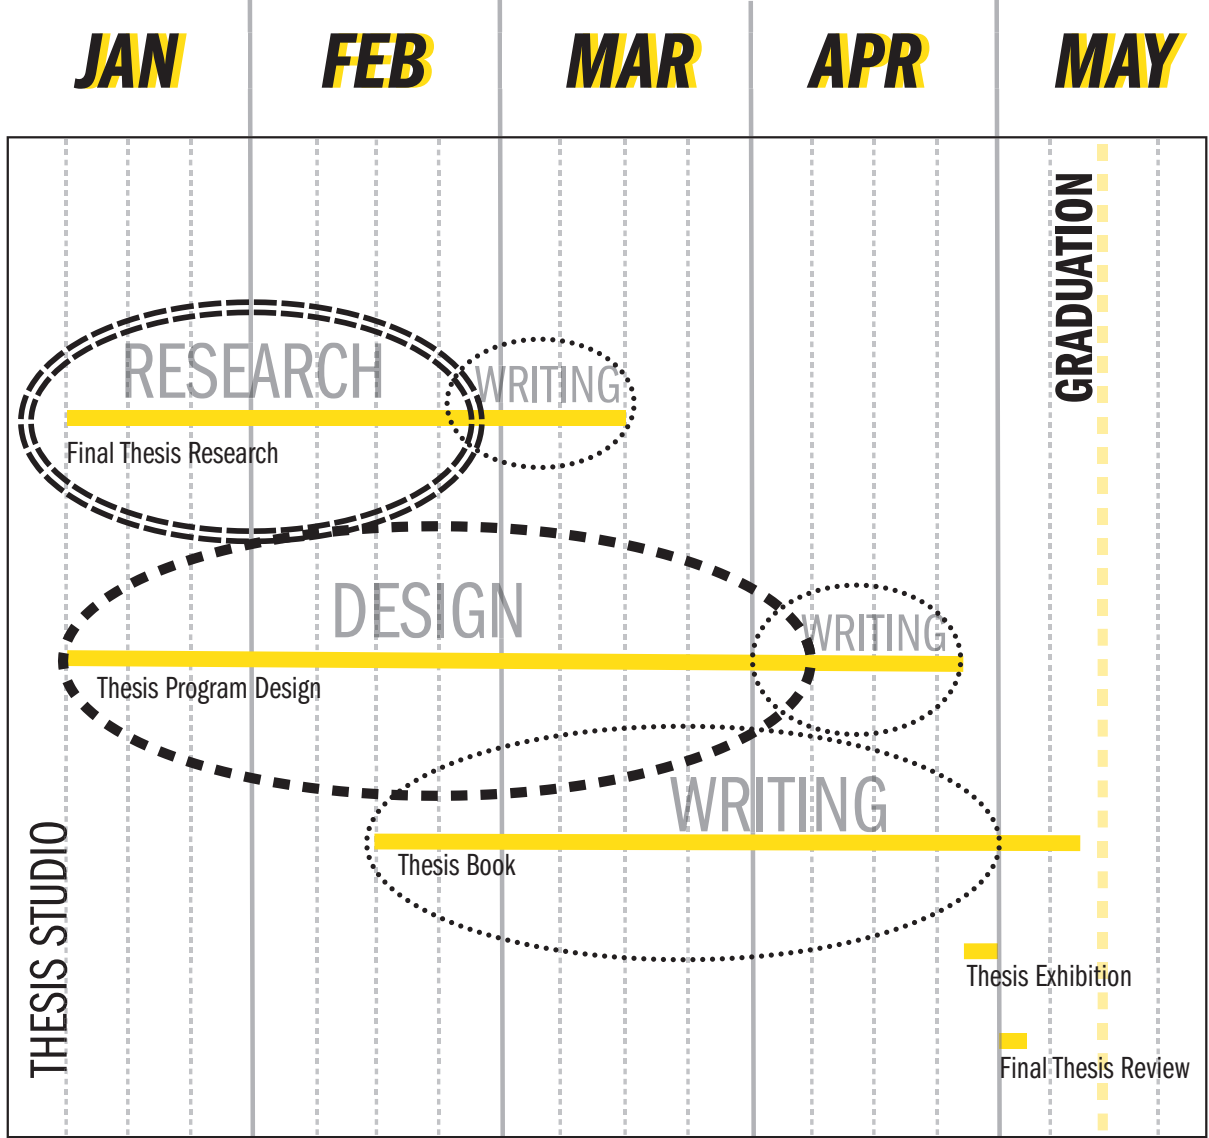 JAN FEB MAR APR MAY
GRADUATION
RESEARCH
WRITING
Final Thesis Research
DESIGN
WRITING
Thesis Program Design
WRITING
Thesis Book
THESIS STUDIO
Thesis Exhibition
Final Thesis Review